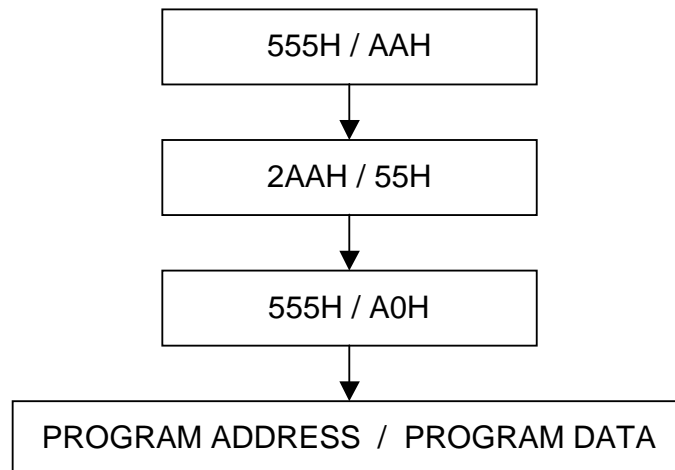 555H / AAH
2AAH / 55H
555H / A0H
PROGRAM ADDRESS / PROGRAM DATA